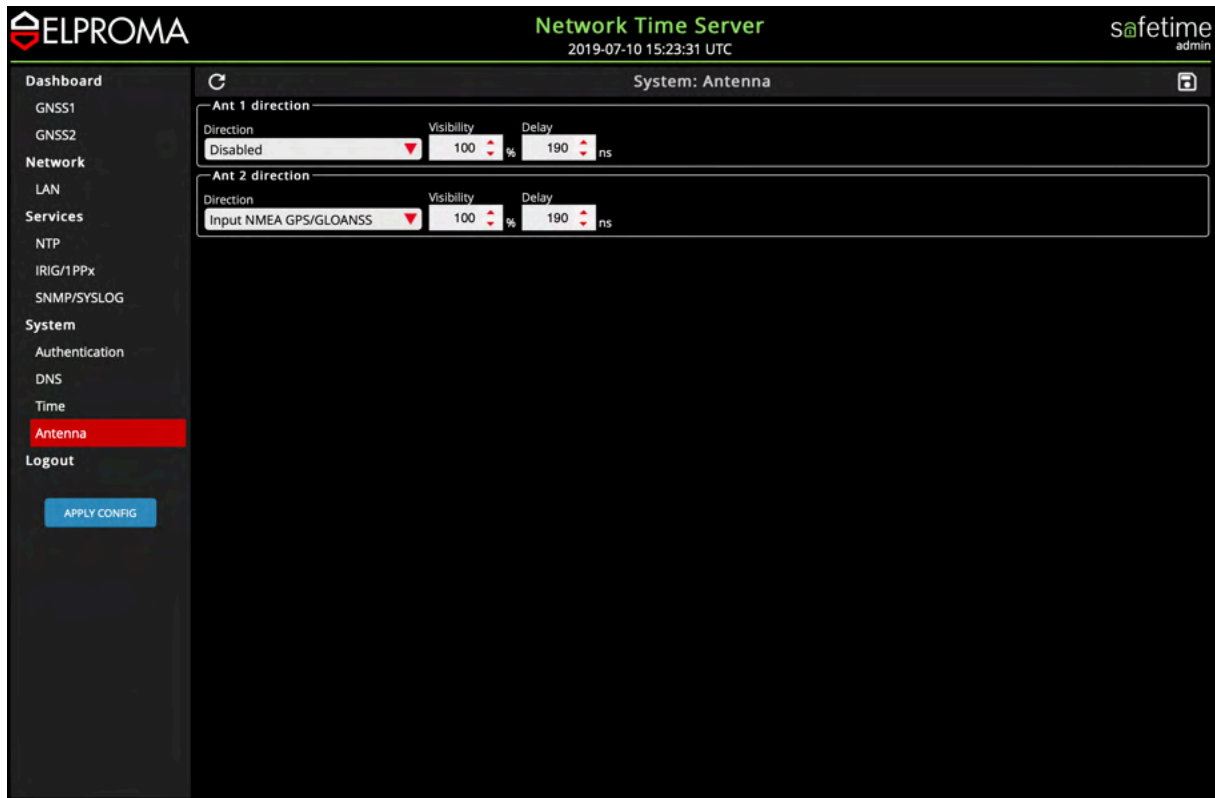 ELPROMA
Network Time Server
2019-07-10 15:23:31 UTC
safetime
admin
Dashboard
GNSS1
GNSS2
Network
LAN
Services
NTP
IRIG/1PPx
SNMP/SYSLOG
System
Authentication
DNS
Time
Antenna
Logout
APPLY CONFIG
System: Antenna
Ant 1 direction
Direction Visibility Delay
Disabled 100 % 190 ns
Ant 2 direction
Direction Visibility Delay
Input NMEA GPS/GLOANSS 100 % 190 ns